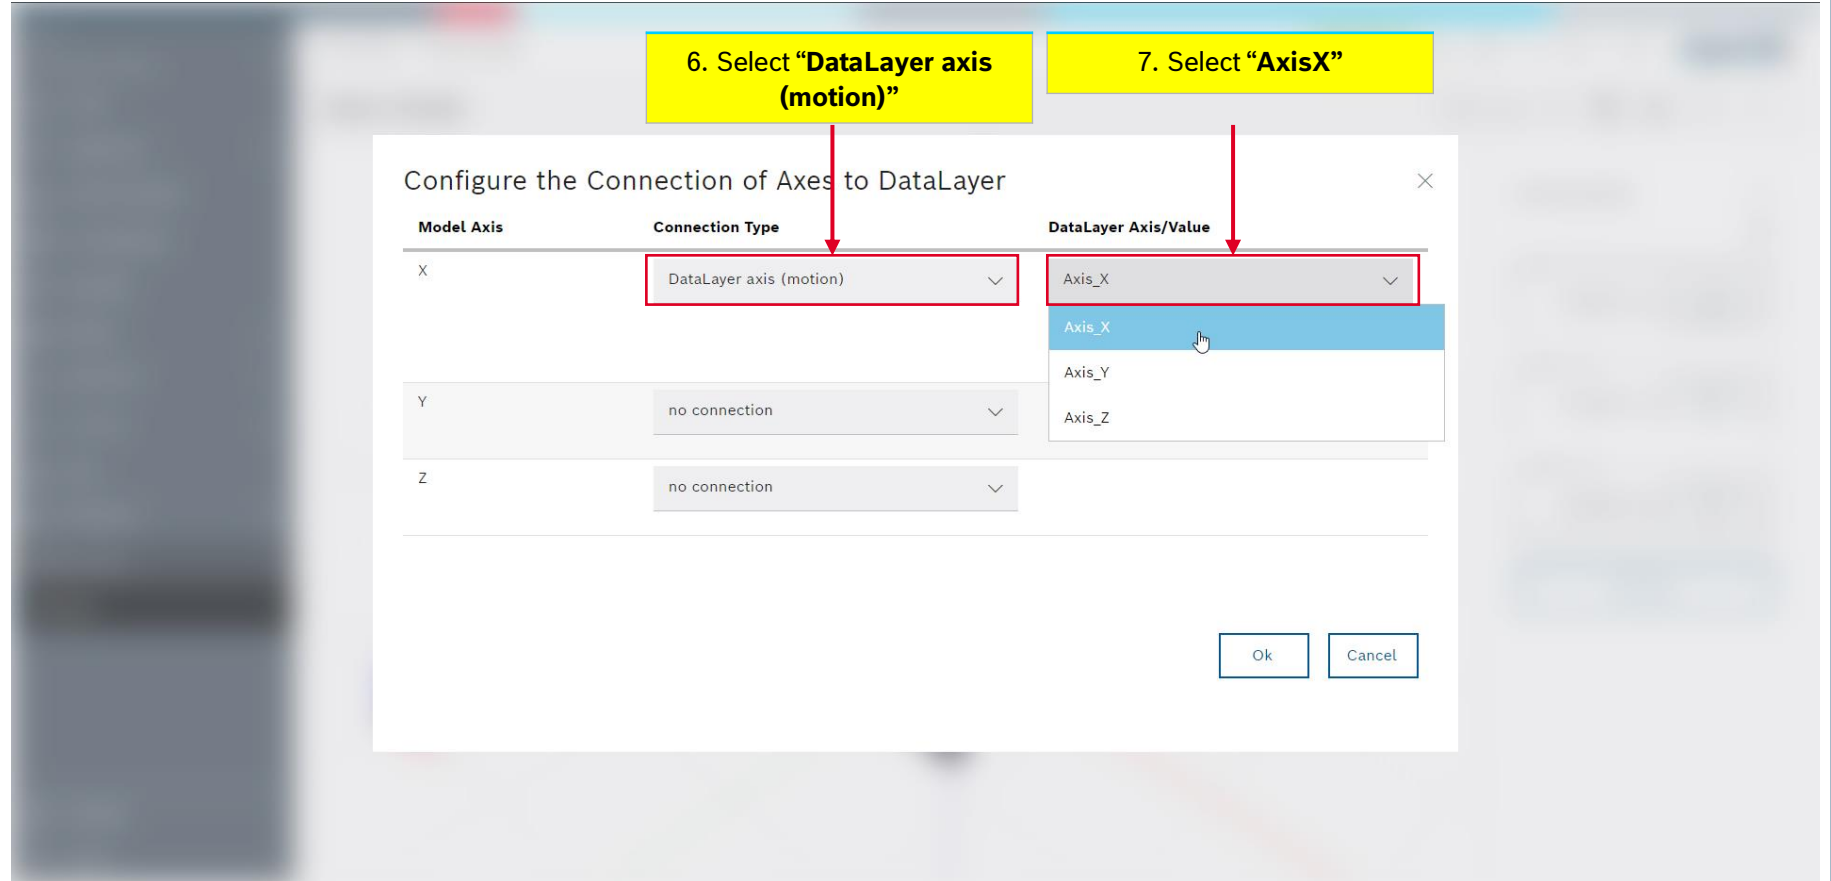 6. Select “DataLayer axis
(motion)”
7. Select “AxisX”
Configure the Connection of Axes to DataLayer
Model Axis
Connection Type
DataLayer Axis/Value
X
DataLayer axis (motion)
Axis_X
Axis_X
Axis_Y
Axis_Z
Y
no connection
Z
no connection
Ok
Cancel